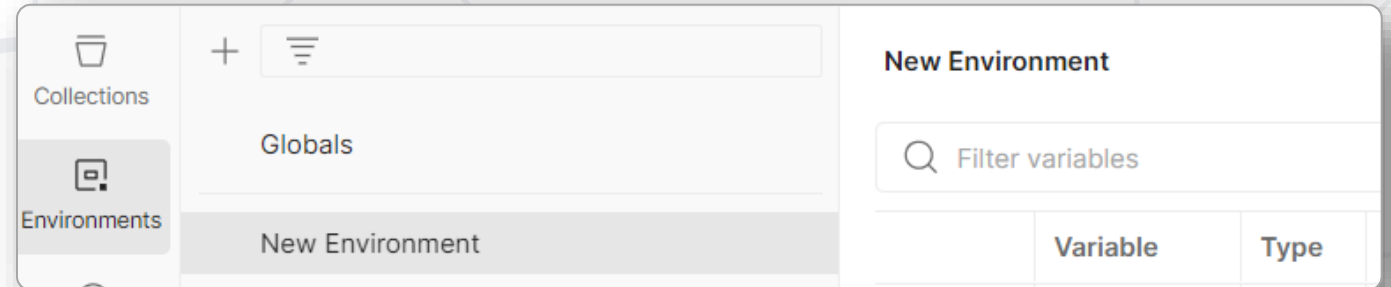 Collections
Environments
Globals
New Environment
New Environment
Filter variables
Variable Type